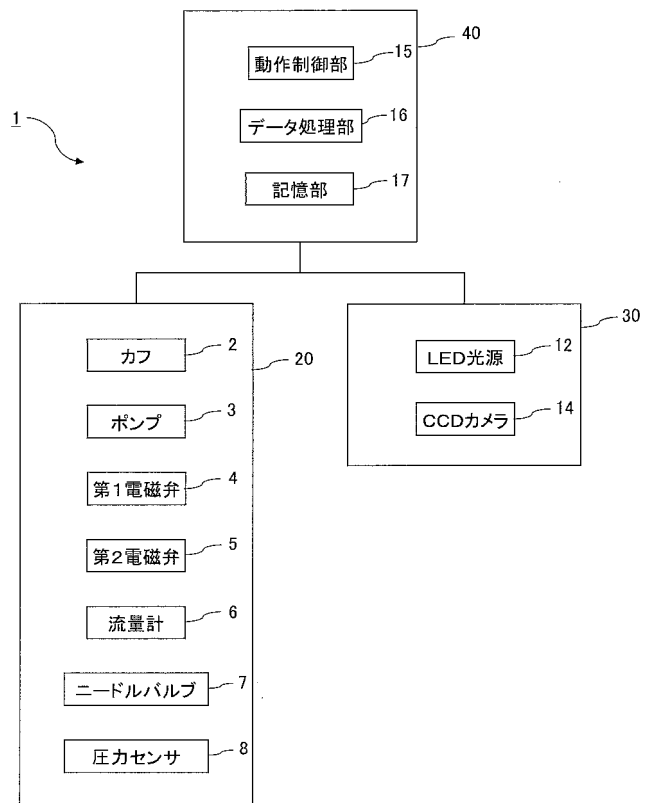 40
動作制御部 15
1
データ処理部 16
記憶部 17
20
カフ 2
ポンプ 3
第1電磁弁 4
第2電磁弁 5
流量計 6
ニードルバルブ 7
圧力センサ 8
30
LED光源 12
CCDカメラ 14